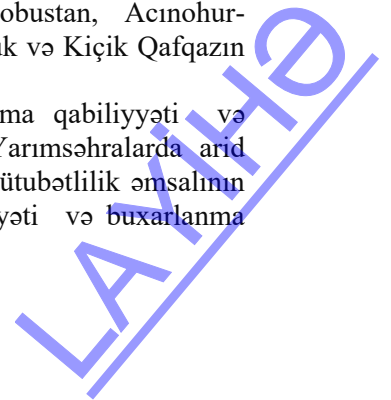 obustan, Acınohur-
və Kiçik Qafqazın
ma qabiliyyəti və
Yarımsəhralarda arid
ütubətlilik əmsalının
yəti və buxarlanma
LAYİHƏ